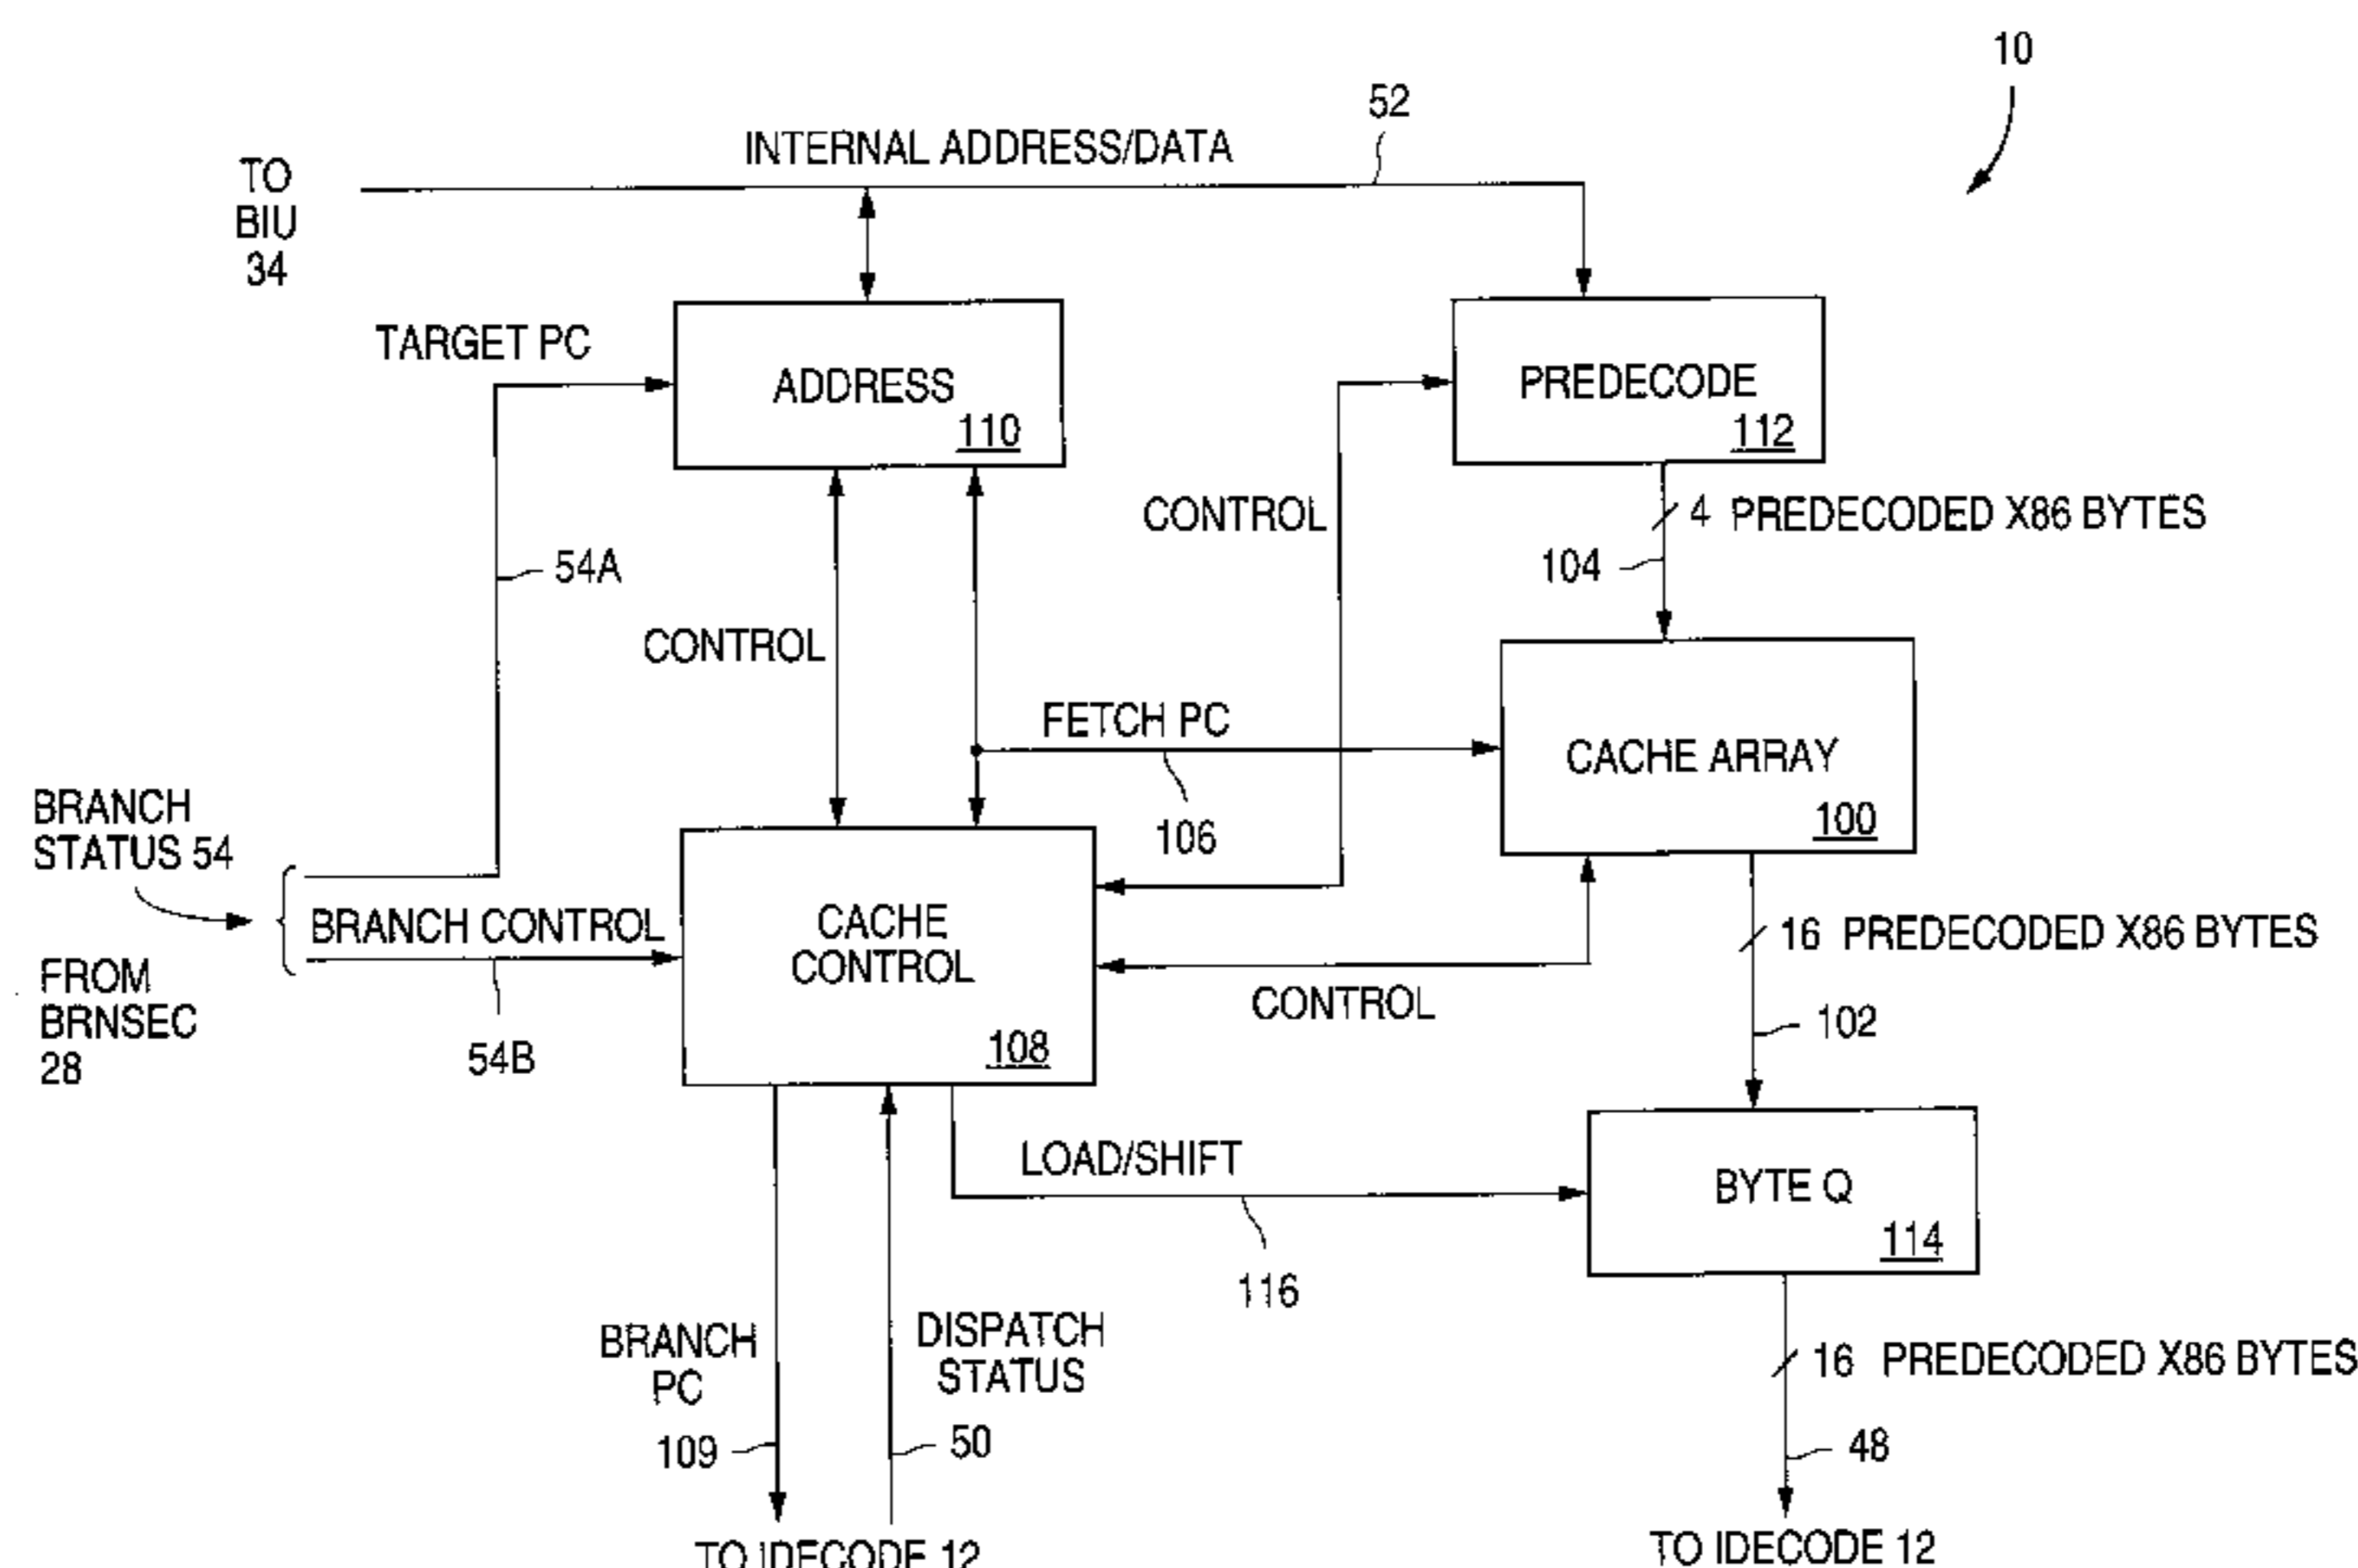 10
52
INTERNAL ADDRESS/DATA
TO
BIU
34
TARGET PC
ADDRESS
110
PREDECODE
112
CONTROL
4 PREDECODED X86 BYTES
54A
104
CONTROL
FETCH PC
CACHE ARRAY
100
106
BRANCH
STATUS 54
BRANCH CONTROL
FROM
BRNSEC
28
54B
CACHE
CONTROL
108
CONTROL
16 PREDECODED X86 BYTES
102
LOAD/SHIFT
116
BYTE Q
114
BRANCH
PC
109
DISPATCH
STATUS
50
16 PREDECODED X86 BYTES
48
TO IDECODE 12
TO IDECODE 12